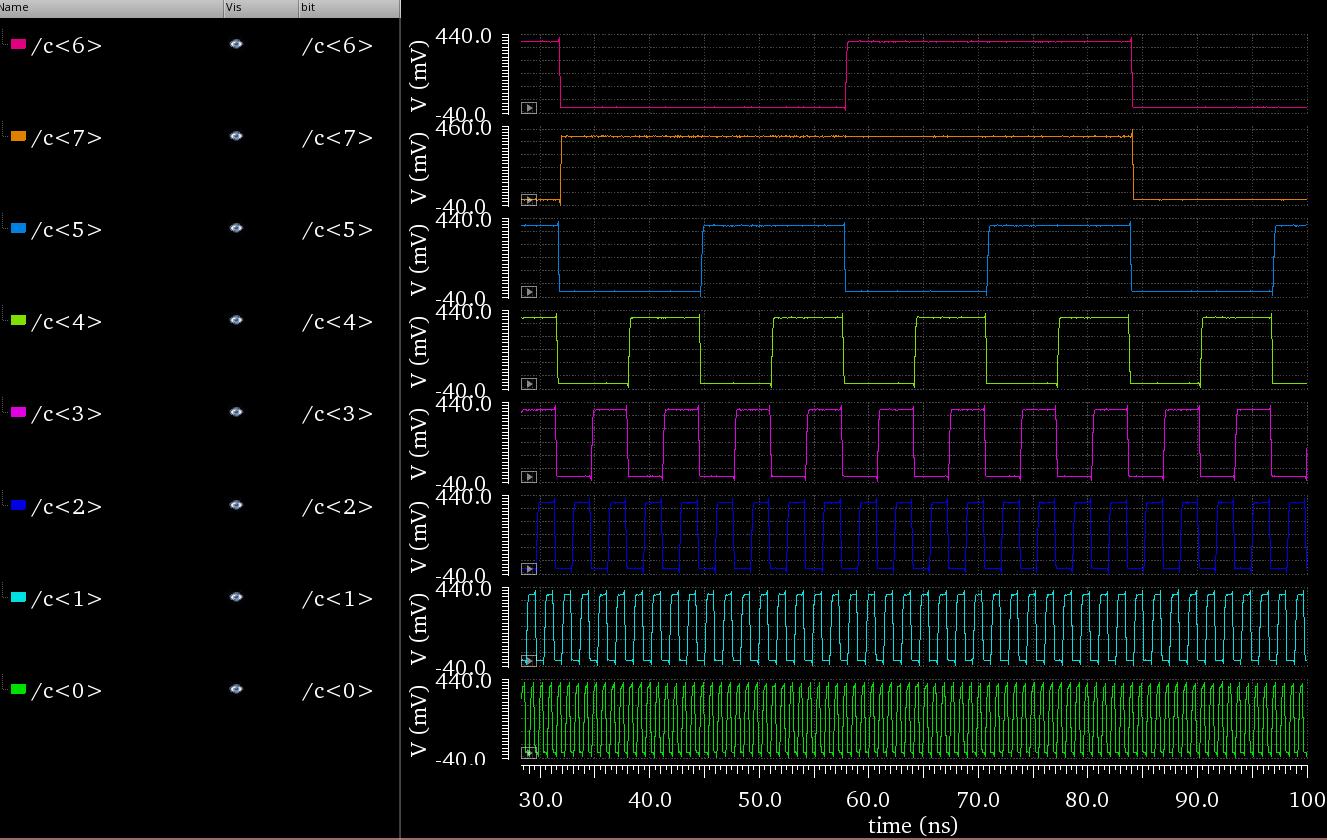 Name Vis bit
/c<6> /c<6>
/c<7> /c<7>
/c<5> /c<5>
/c<4> /c<4>
/c<3> /c<3>
/c<2> /c<2>
/c<1> /c<1>
/c<0> /c<0>
V (mV) 440.0
-40.0
V (mV) 460.0
-40.0
V (mV) 440.0
-40.0
V (mV) 440.0
-40.0
V (mV) 440.0
-40.0
V (mV) 440.0
-40.0
V (mV) 440.0
-40.0
V (mV) 440.0
-40.0
30.0 40.0 50.0 60.0 70.0 80.0 90.0 100
time (ns)